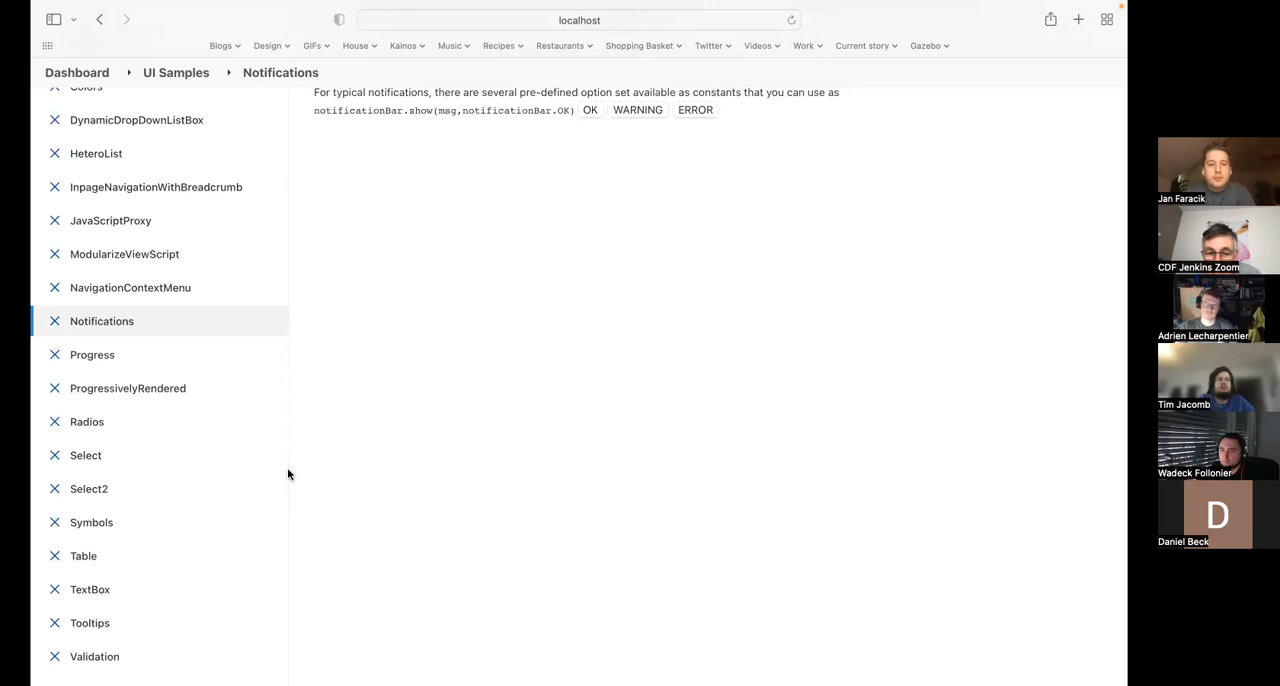 localhost
Blogs Design GIFs House Kainos Music Recipes Restaurants Shopping Basket Twitter Videos Work Current story Gazebo
Dashboard UI Samples Notifications
Colors
DynamicDropDownListBox
HeteroList
InpageNavigationWithBreadcrumb
JavaScriptProxy
ModularizeViewScript
NavigationContextMenu
Notifications
Progress
ProgressivelyRendered
Radios
Select
Select2
Symbols
Table
TextBox
Tooltips
Validation
For typical notifications, there are several pre-defined option set available as constants that you can use as
notificationBar.show(msg,notificationBar.OK) OK WARNING ERROR
Jan Faracik
CDF Jenkins Zoom
Adrien Lecharpentier
Tim Jacomb
Wadeck Follonier
D
Daniel Beck